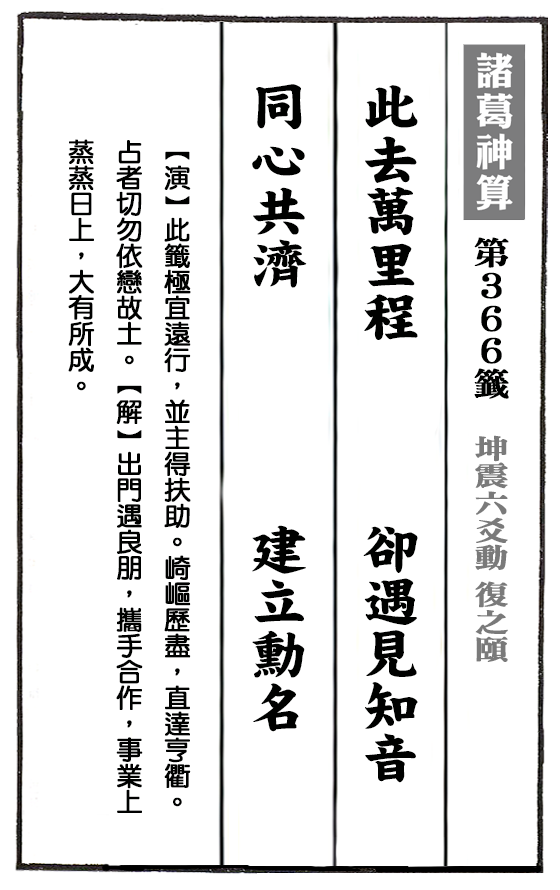 諸葛神算 第366籤 坤震六爻動 復之頤
此去萬里程 卻遇見知音
同心共濟 建立勳名
【演】此籤極宜遠行，並主得扶助。崎嶇歷盡，直達亨衢。
占者切勿依戀故土。【解】出門遇良朋，攜手合作，事業上
蒸蒸日上，大有所成。